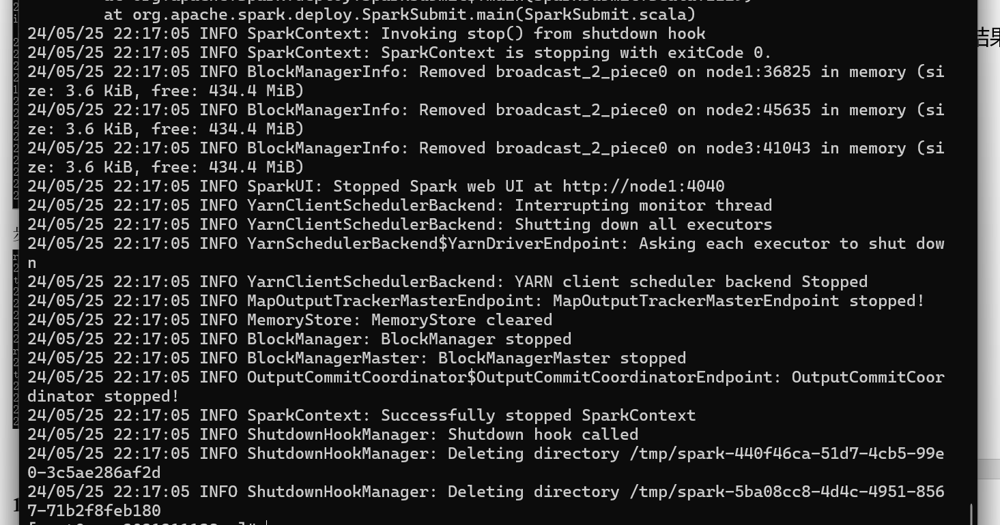 at org.apache.spark.deploy.SparkSubmit.main(SparkSubmit.scala)
24/05/25 22:17:05 INFO SparkContext: Invoking stop() from shutdown hook
24/05/25 22:17:05 INFO SparkContext: SparkContext is stopping with exitCode 0.
24/05/25 22:17:05 INFO BlockManagerInfo: Removed broadcast_2_piece0 on node1:36825 in memory (si
ze: 3.6 KiB, free: 434.4 MiB)
24/05/25 22:17:05 INFO BlockManagerInfo: Removed broadcast_2_piece0 on node2:45635 in memory (si
ze: 3.6 KiB, free: 434.4 MiB)
24/05/25 22:17:05 INFO BlockManagerInfo: Removed broadcast_2_piece0 on node3:41043 in memory (si
ze: 3.6 KiB, free: 434.4 MiB)
24/05/25 22:17:05 INFO SparkUI: Stopped Spark web UI at http://node1:4040
24/05/25 22:17:05 INFO YarnClientSchedulerBackend: Interrupting monitor thread
24/05/25 22:17:05 INFO YarnClientSchedulerBackend: Shutting down all executors
24/05/25 22:17:05 INFO YarnSchedulerBackend$YarnDriverEndpoint: Asking each executor to shut dow
n
24/05/25 22:17:05 INFO YarnClientSchedulerBackend: YARN client scheduler backend Stopped
24/05/25 22:17:05 INFO MapOutputTrackerMasterEndpoint: MapOutputTrackerMasterEndpoint stopped!
24/05/25 22:17:05 INFO MemoryStore: MemoryStore cleared
24/05/25 22:17:05 INFO BlockManager: BlockManager stopped
24/05/25 22:17:05 INFO BlockManagerMaster: BlockManagerMaster stopped
24/05/25 22:17:05 INFO OutputCommitCoordinator$OutputCommitCoordinatorEndpoint: OutputCommitCoor
dinator stopped!
24/05/25 22:17:05 INFO SparkContext: Successfully stopped SparkContext
24/05/25 22:17:05 INFO ShutdownHookManager: Shutdown hook called
24/05/25 22:17:05 INFO ShutdownHookManager: Deleting directory /tmp/spark-440f46ca-51d7-4cb5-99e
0-3c5ae286af2d
24/05/25 22:17:05 INFO ShutdownHookManager: Deleting directory /tmp/spark-5ba08cc8-4d4c-4951-856
7-71b2f8feb180